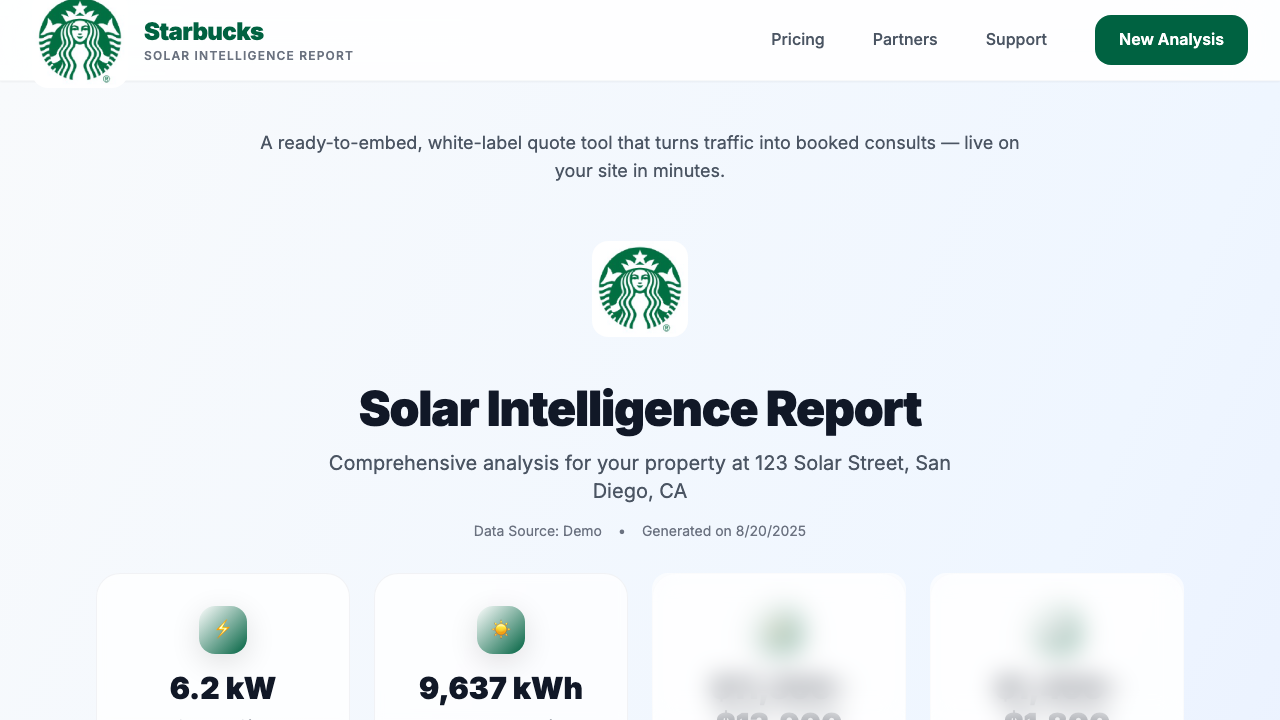 Starbucks
SOLAR INTELLIGENCE REPORT
Pricing
Partners
Support
New Analysis
A ready-to-embed, white-label quote tool that turns traffic into booked consults — live on
your site in minutes.
Solar Intelligence Report
Comprehensive analysis for your property at 123 Solar Street, San
Diego, CA
Data Source: Demo • Generated on 8/20/2025
6.2 kW
9,637 kWh